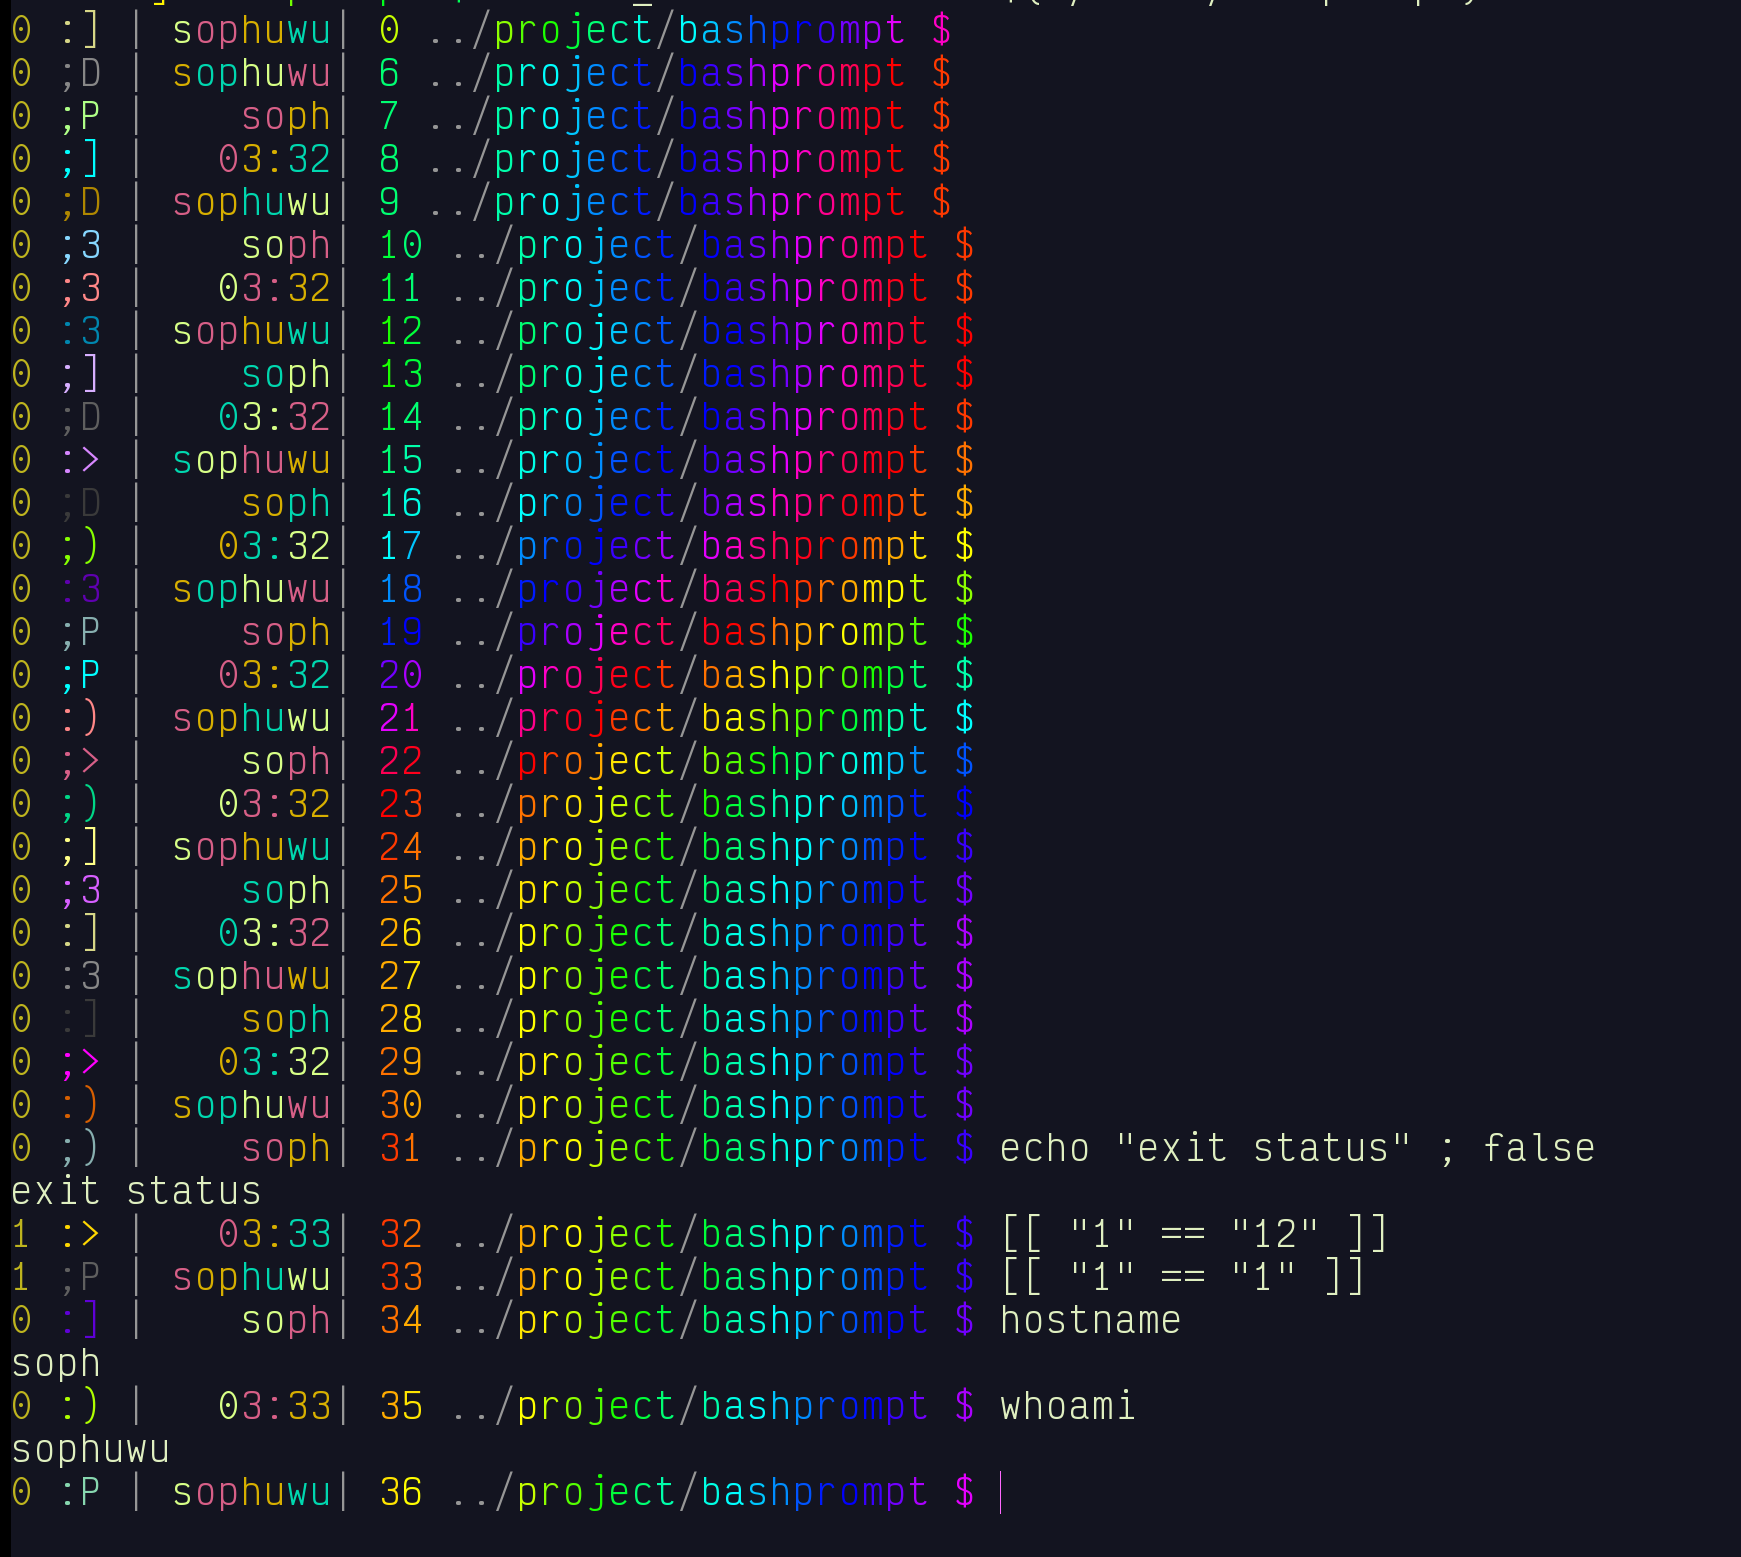 0 :] | sophuwu| 0 ../project/bashprompt $
0 ;D | sophuwu| 6 ../project/bashprompt $
0 ;P |    soph| 7 ../project/bashprompt $
0 ;] |   03:32| 8 ../project/bashprompt $
0 ;D | sophuwu| 9 ../project/bashprompt $
0 ;3 |    soph| 10 ../project/bashprompt $
0 ;3 |   03:32| 11 ../project/bashprompt $
0 :3 | sophuwu| 12 ../project/bashprompt $
0 ;] |    soph| 13 ../project/bashprompt $
0 ;D |   03:32| 14 ../project/bashprompt $
0 :> | sophuwu| 15 ../project/bashprompt $
0 ;D |    soph| 16 ../project/bashprompt $
0 ;) |   03:32| 17 ../project/bashprompt $
0 :3 | sophuwu| 18 ../project/bashprompt $
0 ;P |    soph| 19 ../project/bashprompt $
0 ;P |   03:32| 20 ../project/bashprompt $
0 :) | sophuwu| 21 ../project/bashprompt $
0 ;> |    soph| 22 ../project/bashprompt $
0 ;) |   03:32| 23 ../project/bashprompt $
0 ;] | sophuwu| 24 ../project/bashprompt $
0 ;3 |    soph| 25 ../project/bashprompt $
0 :] |   03:32| 26 ../project/bashprompt $
0 :3 | sophuwu| 27 ../project/bashprompt $
0 :] |    soph| 28 ../project/bashprompt $
0 ;> |   03:32| 29 ../project/bashprompt $
0 :) | sophuwu| 30 ../project/bashprompt $
0 ;) |    soph| 31 ../project/bashprompt $ echo "exit status" ; false
exit status
1 :> |   03:33| 32 ../project/bashprompt $ [[ "1" == "12" ]]
1 ;P | sophuwu| 33 ../project/bashprompt $ [[ "1" == "1" ]]
0 :] |    soph| 34 ../project/bashprompt $ hostname
soph
0 :) |   03:33| 35 ../project/bashprompt $ whoami
sophuwu
0 :P | sophuwu| 36 ../project/bashprompt $